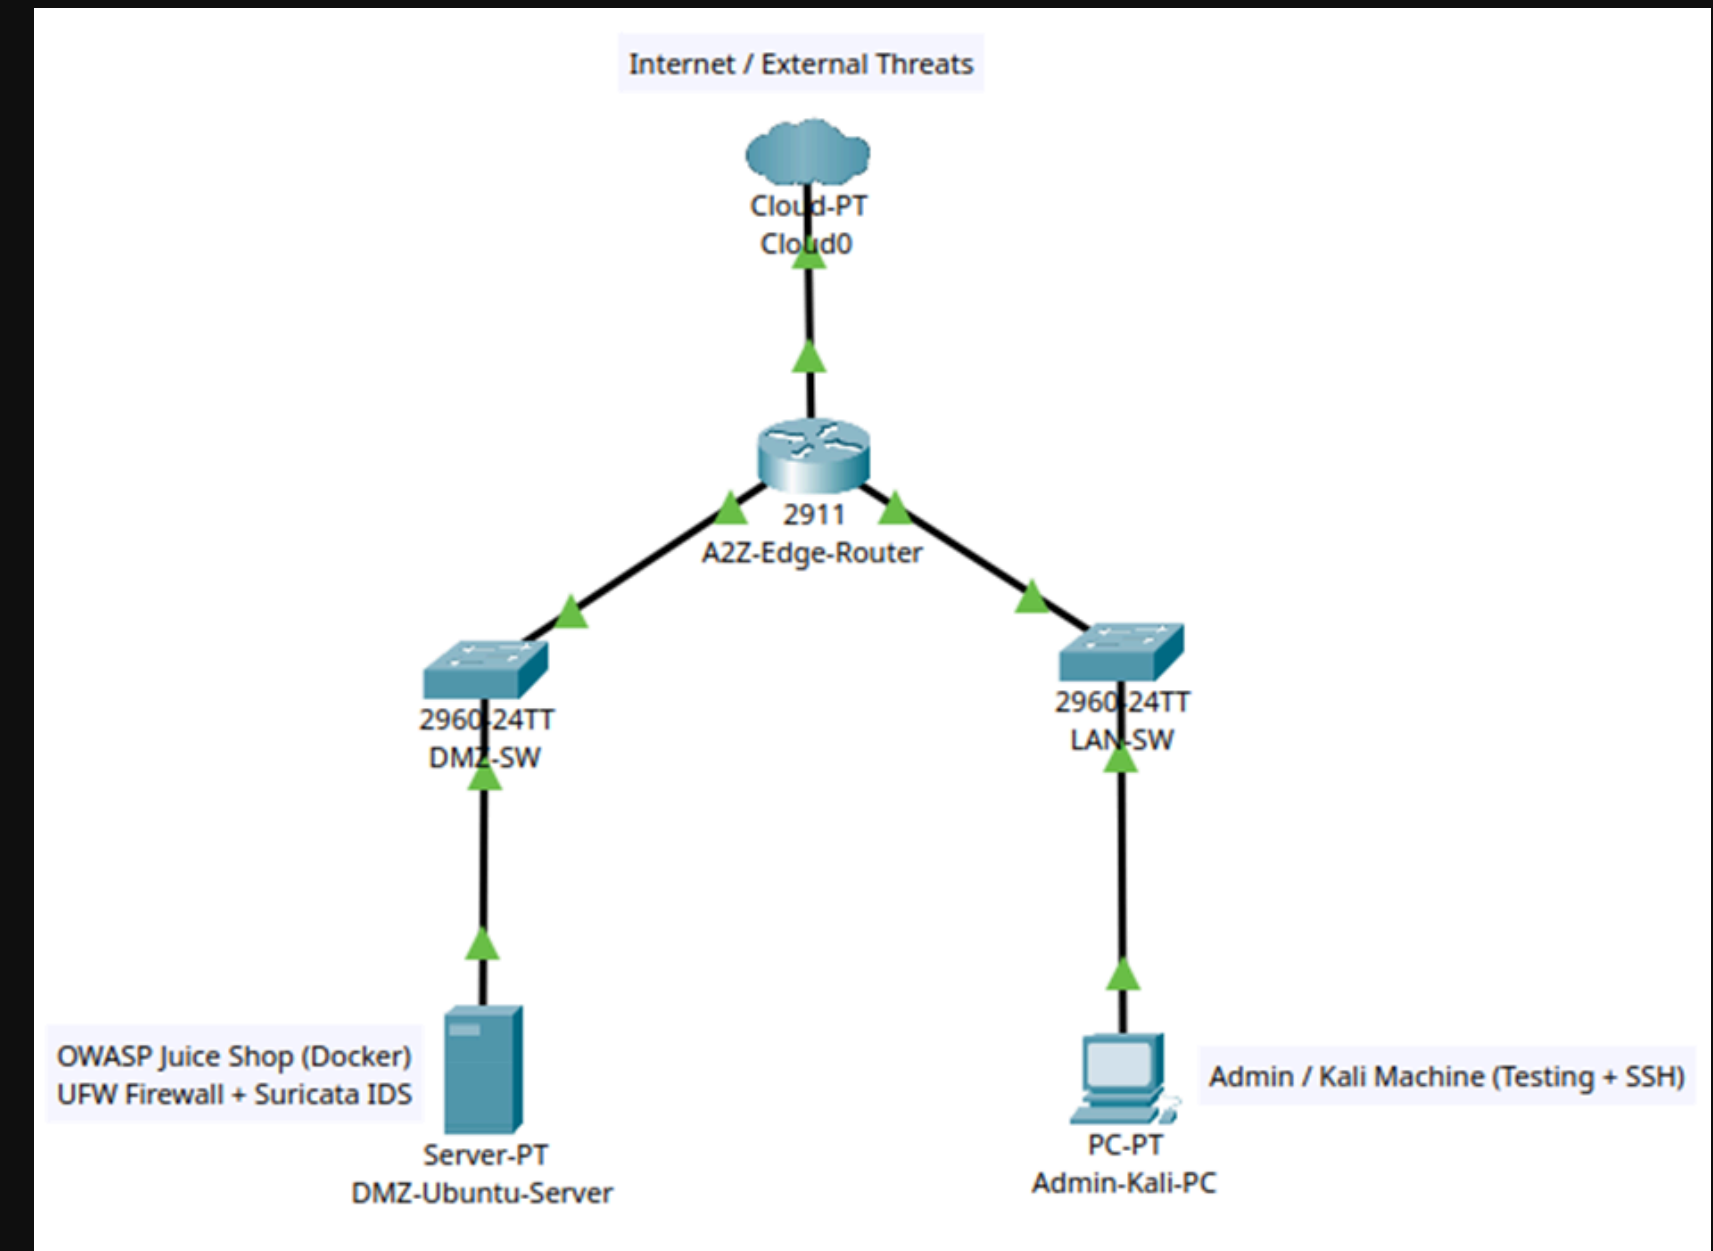 Internet / External Threats
Cloud-PT
Cloud0
2911
A2Z-Edge-Router
2960-24TT
DMZ-SW
2960-24TT
LAN-SW
OWASP Juice Shop (Docker)
UFW Firewall + Suricata IDS
Server-PT
DMZ-Ubuntu-Server
Admin / Kali Machine (Testing + SSH)
PC-PT
Admin-Kali-PC